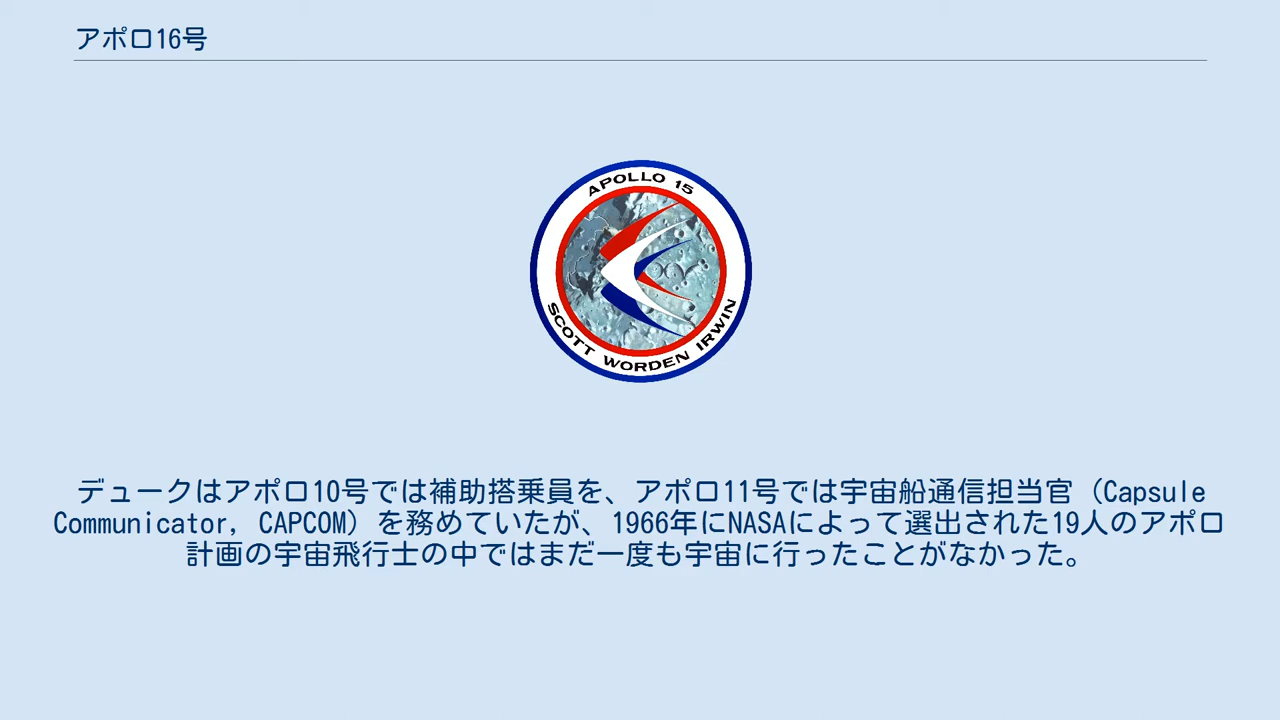 アポロ16号
APOLLO 15
SCOTT WORDEN IRWIN
デュークはアポロ10号では補助搭乗員を、アポロ11号では宇宙船通信担当官（Capsule
Communicator, CAPCOM）を務めていたが、1966年にNASAによって選出された19人のアポロ
計画の宇宙飛行士の中ではまだ一度も宇宙に行ったことがなかった。